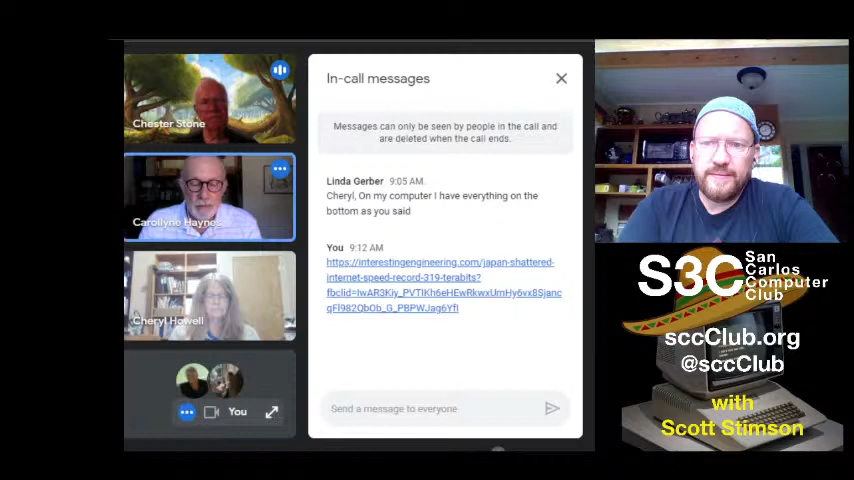 Chester Stone
Carollyne Haynes
Cheryl Howell
You
In-call messages
Messages can only be seen by people in the call and
are deleted when the call ends.
Linda Gerber 9:05 AM
Cheryl, On my computer I have everything on the
bottom as you said
You 9:12 AM
https://interestingengineering.com/japan-shattered-
internet-speed-record-319-terabits?
fbclid=IwAR3Kiy_PVTIKh6eHEwRkwxUmHy6vx8Sjanc
qFl982QbOb_G_PBPWJag6YfI
Send a message to everyone
S3C
San
Carlos
Computer
Club
sccClub.org
@sccClub
with
Scott Stimson